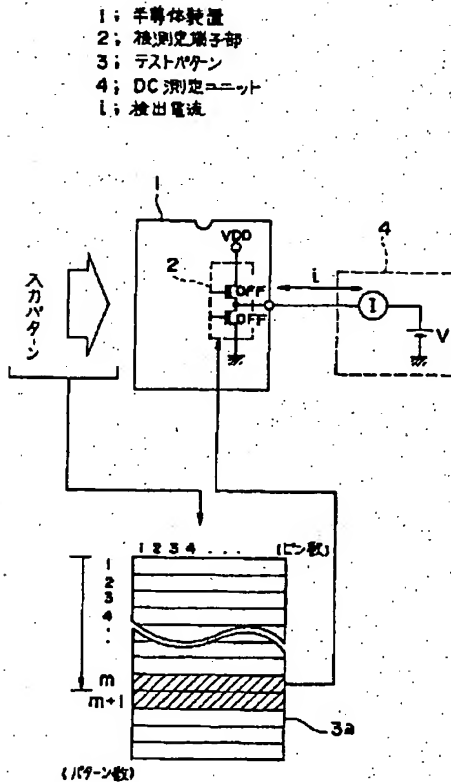 1; 半導体装置
2; 被測定端子部
3; テストパターン
4; DC測定ユニット
i; 検出電流
1
4
VDD
2
OFF
i
I
OFF
V
入力パターン
1 2 3 4 . . . (ピン数)
1
2
3
4
:
m
m+1
3a
(パターン数)